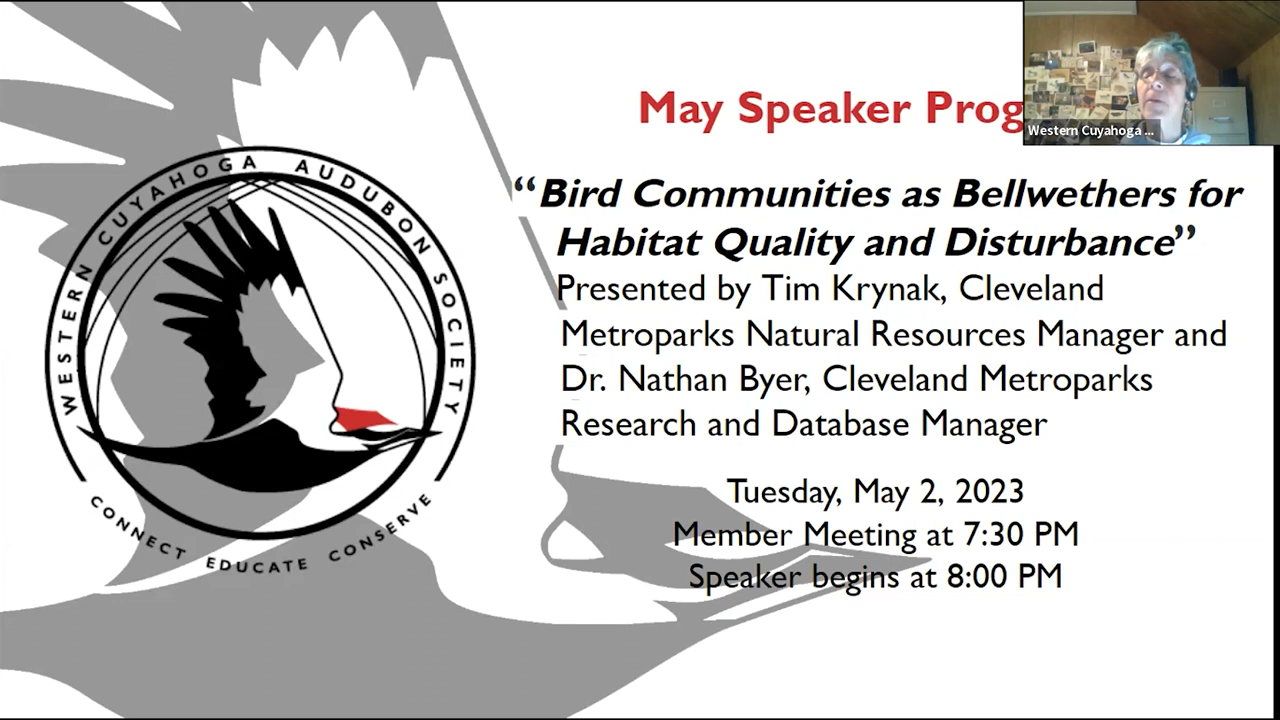 May Speaker Prog
Western Cuyahoga ...
“Bird Communities as Bellwethers for
Habitat Quality and Disturbance”
Presented by Tim Krynak, Cleveland
Metroparks Natural Resources Manager and
Dr. Nathan Byer, Cleveland Metroparks
Research and Database Manager
Tuesday, May 2, 2023
Member Meeting at 7:30 PM
Speaker begins at 8:00 PM
WESTERN CUYAHOGA AUDUBON SOCIETY
CONNECT EDUCATE CONSERVE